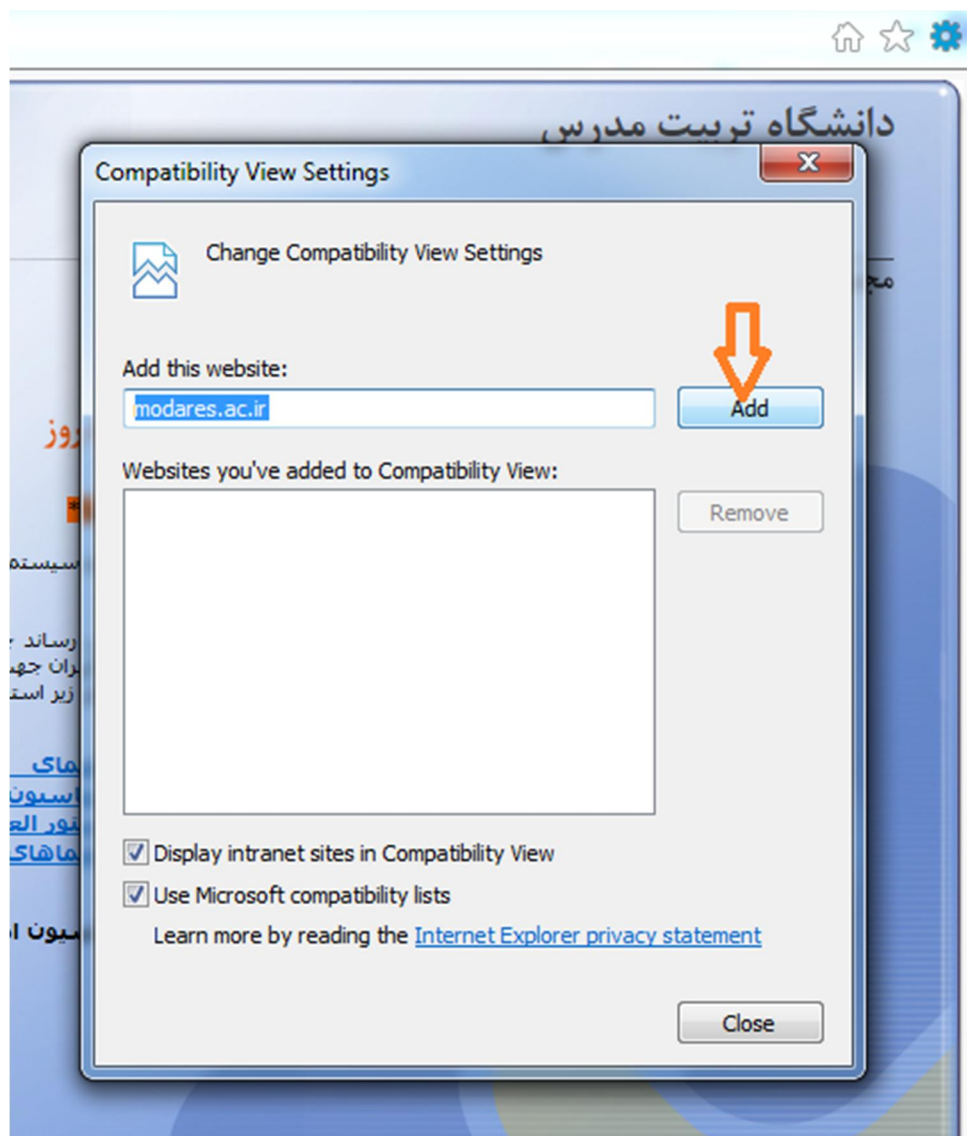 دانشگاه تربیت مدرس
Compatibility View Settings
Change Compatibility View Settings
Add this website:
modares.ac.ir
Add
Websites you've added to Compatibility View:
Remove
رساند
زیر
Display intranet sites in Compatibility View
Use Microsoft compatibility lists
Learn more by reading the Internet Explorer privacy statement
Close